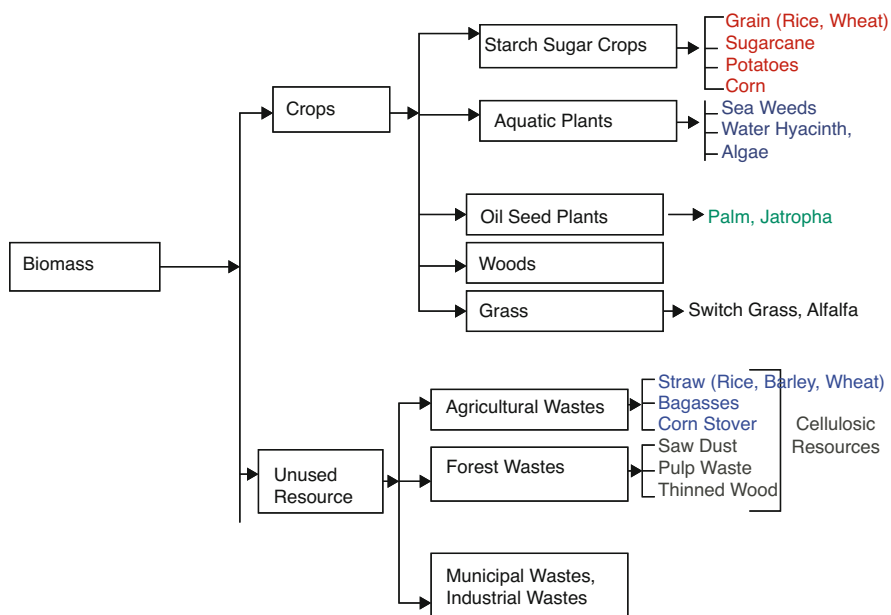 Biomass
Crops
Starch Sugar Crops
Grain (Rice, Wheat)
Sugarcane
Potatoes
Corn
Aquatic Plants
Sea Weeds
Water Hyacinth,
Algae
Oil Seed Plants
Palm, Jatropha
Woods
Grass
Switch Grass, Alfalfa
Unused
Resource
Agricultural Wastes
Straw (Rice, Barley, Wheat)
Bagasses
Corn Stover
Forest Wastes
Saw Dust
Pulp Waste
Thinned Wood
Cellulosic
Resources
Municipal Wastes,
Industrial Wastes